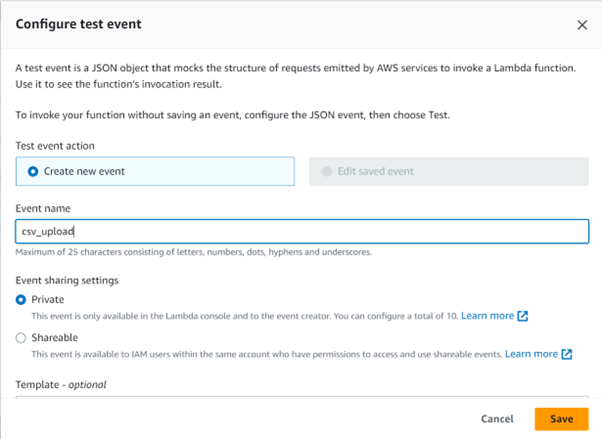 Configure test event
A test event is a JSON object that mocks the structure of requests emitted by AWS services to invoke a Lambda function.
Use it to see the function's invocation result.
To invoke your function without saving an event, configure the JSON event, then choose Test.
Test event action
Create new event
Edit saved event
Event name
csv_upload
Maximum of 25 characters consisting of letters, numbers, dots, hyphens and underscores.
Event sharing settings
Private
This event is only available in the Lambda console and to the event creator. You can configure a total of 10. Learn more
Shareable
This event is available to IAM users within the same account who have permissions to access and use shareable events. Learn more
Template - optional
Cancel
Save